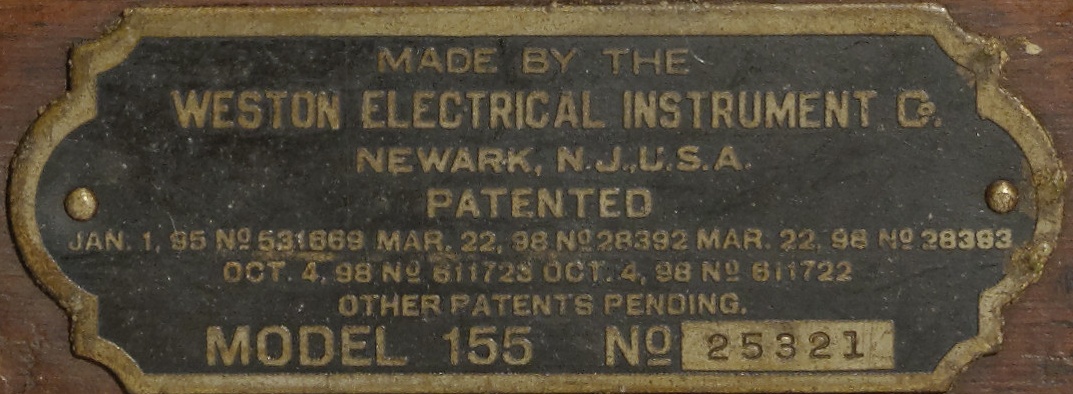 MADE BY THE
WESTON ELECTRICAL INSTRUMENT Co.
NEWARK, N.J., U.S.A.
PATENTED
JAN. 1, 95 No 531869 MAR. 22, 98 No 28392 MAR. 22, 98 No 28393
OCT. 4, 98 No 611723 OCT. 4, 98 No 611722
OTHER PATENTS PENDING.
MODEL 155 No 25321